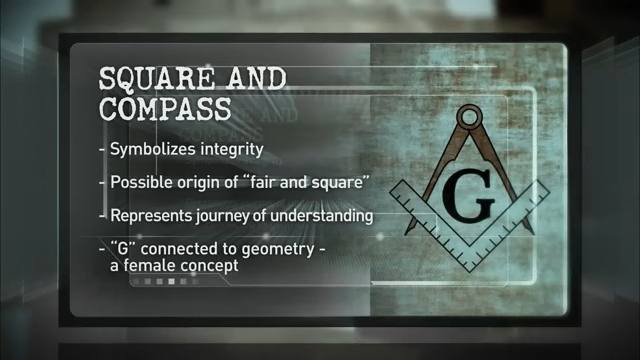 SQUARE AND
COMPASS
- Symbolizes integrity
- Possible origin of “fair and square”
- Represents journey of understanding
- “G” connected to geometry -
a female concept
G